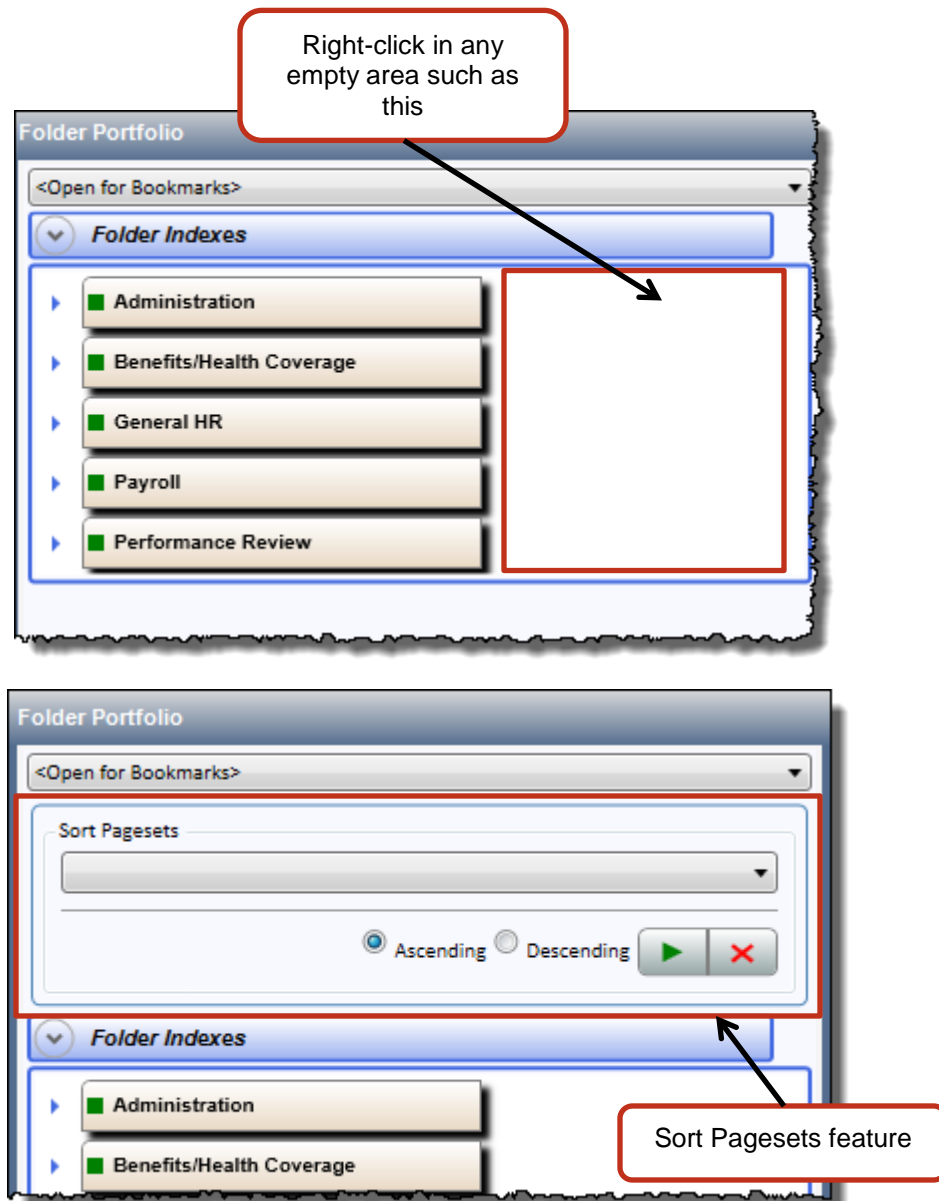 Right-click in any
empty area such as
this
Folder Portfolio
<Open for Bookmarks>
Folder Indexes
Administration
Benefits/Health Coverage
General HR
Payroll
Performance Review
Folder Portfolio
<Open for Bookmarks>
Sort Pagesets
Ascending Descending
Folder Indexes
Administration
Sort Pagesets feature
Benefits/Health Coverage